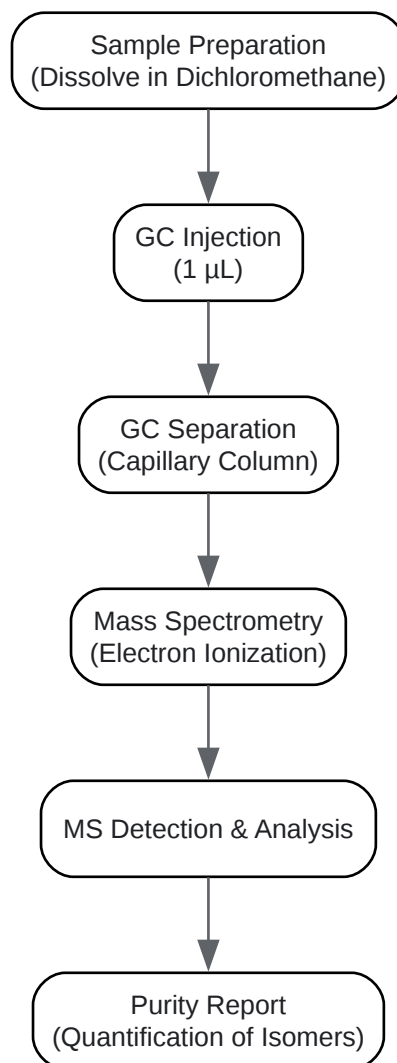 Sample Preparation
(Dissolve in Dichloromethane)
GC Injection
(1 µL)
GC Separation
(Capillary Column)
Mass Spectrometry
(Electron Ionization)
MS Detection & Analysis
Purity Report
(Quantification of Isomers)